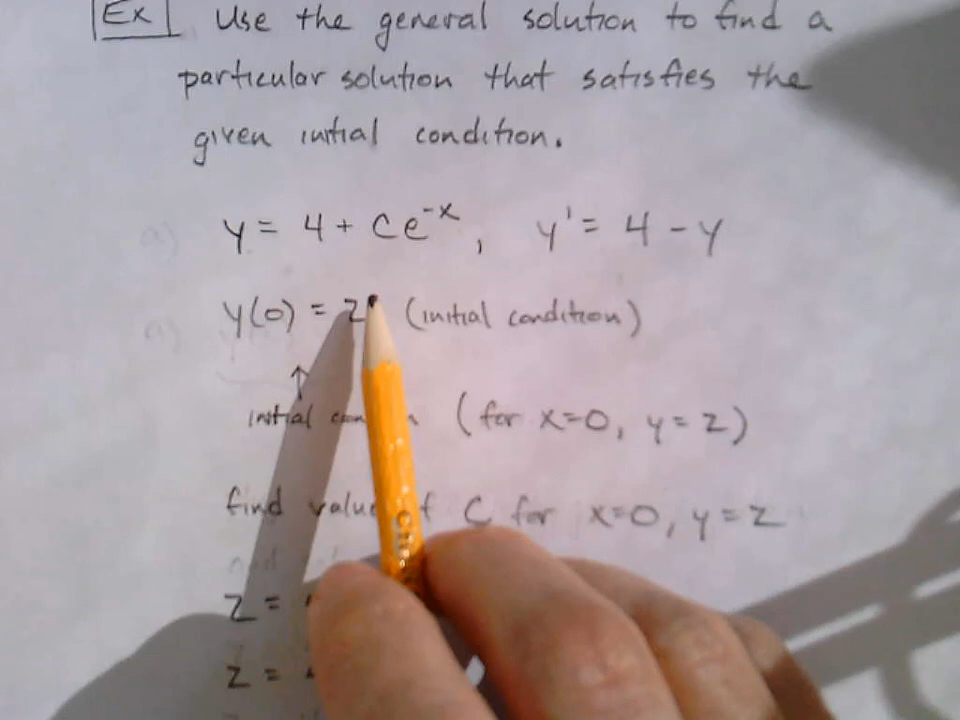 Ex Use the general solution to find a
particular solution that satisfies the
given initial condition.
y = 4 + Ce^-x, y' = 4 - y
y(0) = 2 (initial condition)
↑
initial (for x=0, y=2)
find value of C for x=0, y=2
2 =
2 =